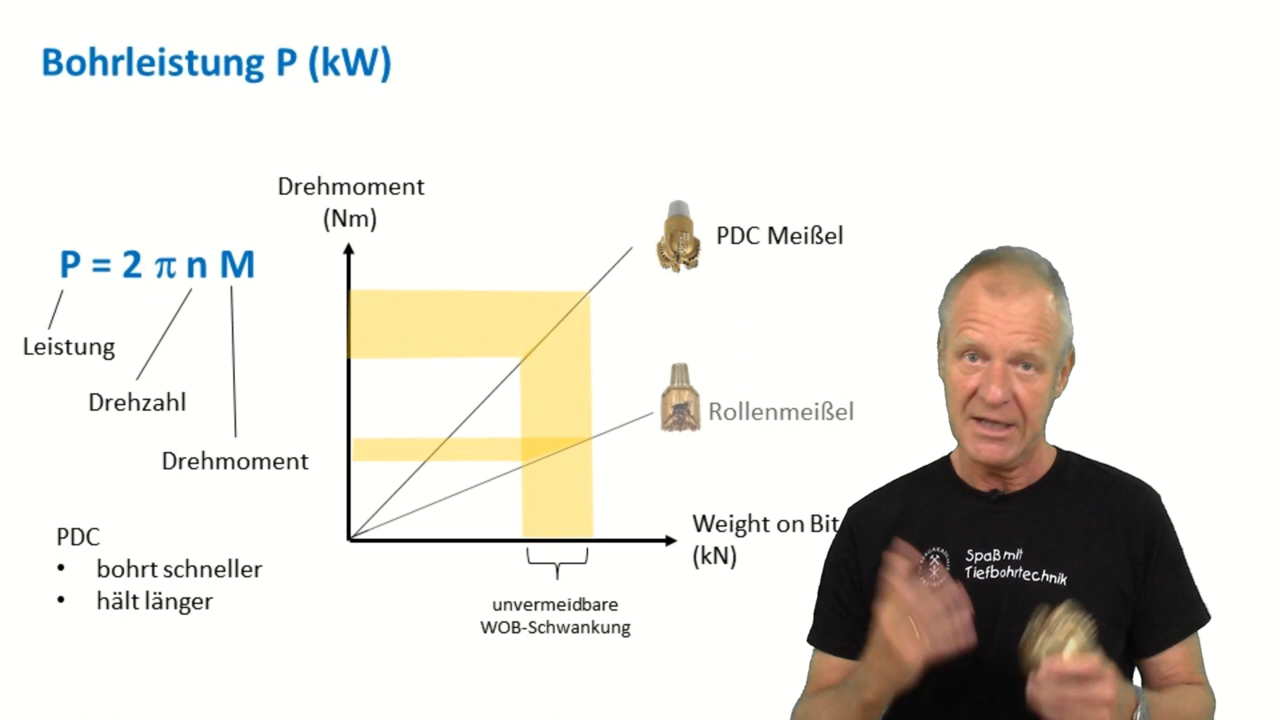 Bohrleistung P (kW)
Drehmoment
(Nm)
PDC Meißel
P = 2 π n M
Leistung
Drehzahl
Drehmoment
Rollenmeißel
Weight on Bit
(kN)
PDC
• bohrt schneller
• hält länger
unvermeidbare
WOB-Schwankung
Spaß mit
Tiefbohrtechnik